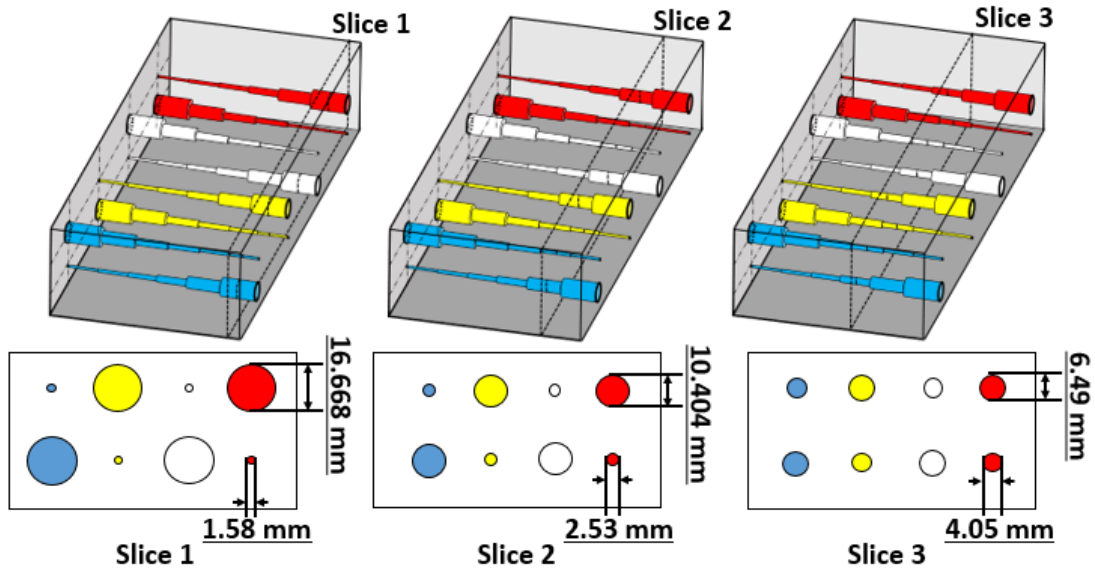 Slice 1
Slice 2
Slice 3
16.668 mm
10.404 mm
6.49 mm
1.58 mm
2.53 mm
4.05 mm
Slice 1
Slice 2
Slice 3